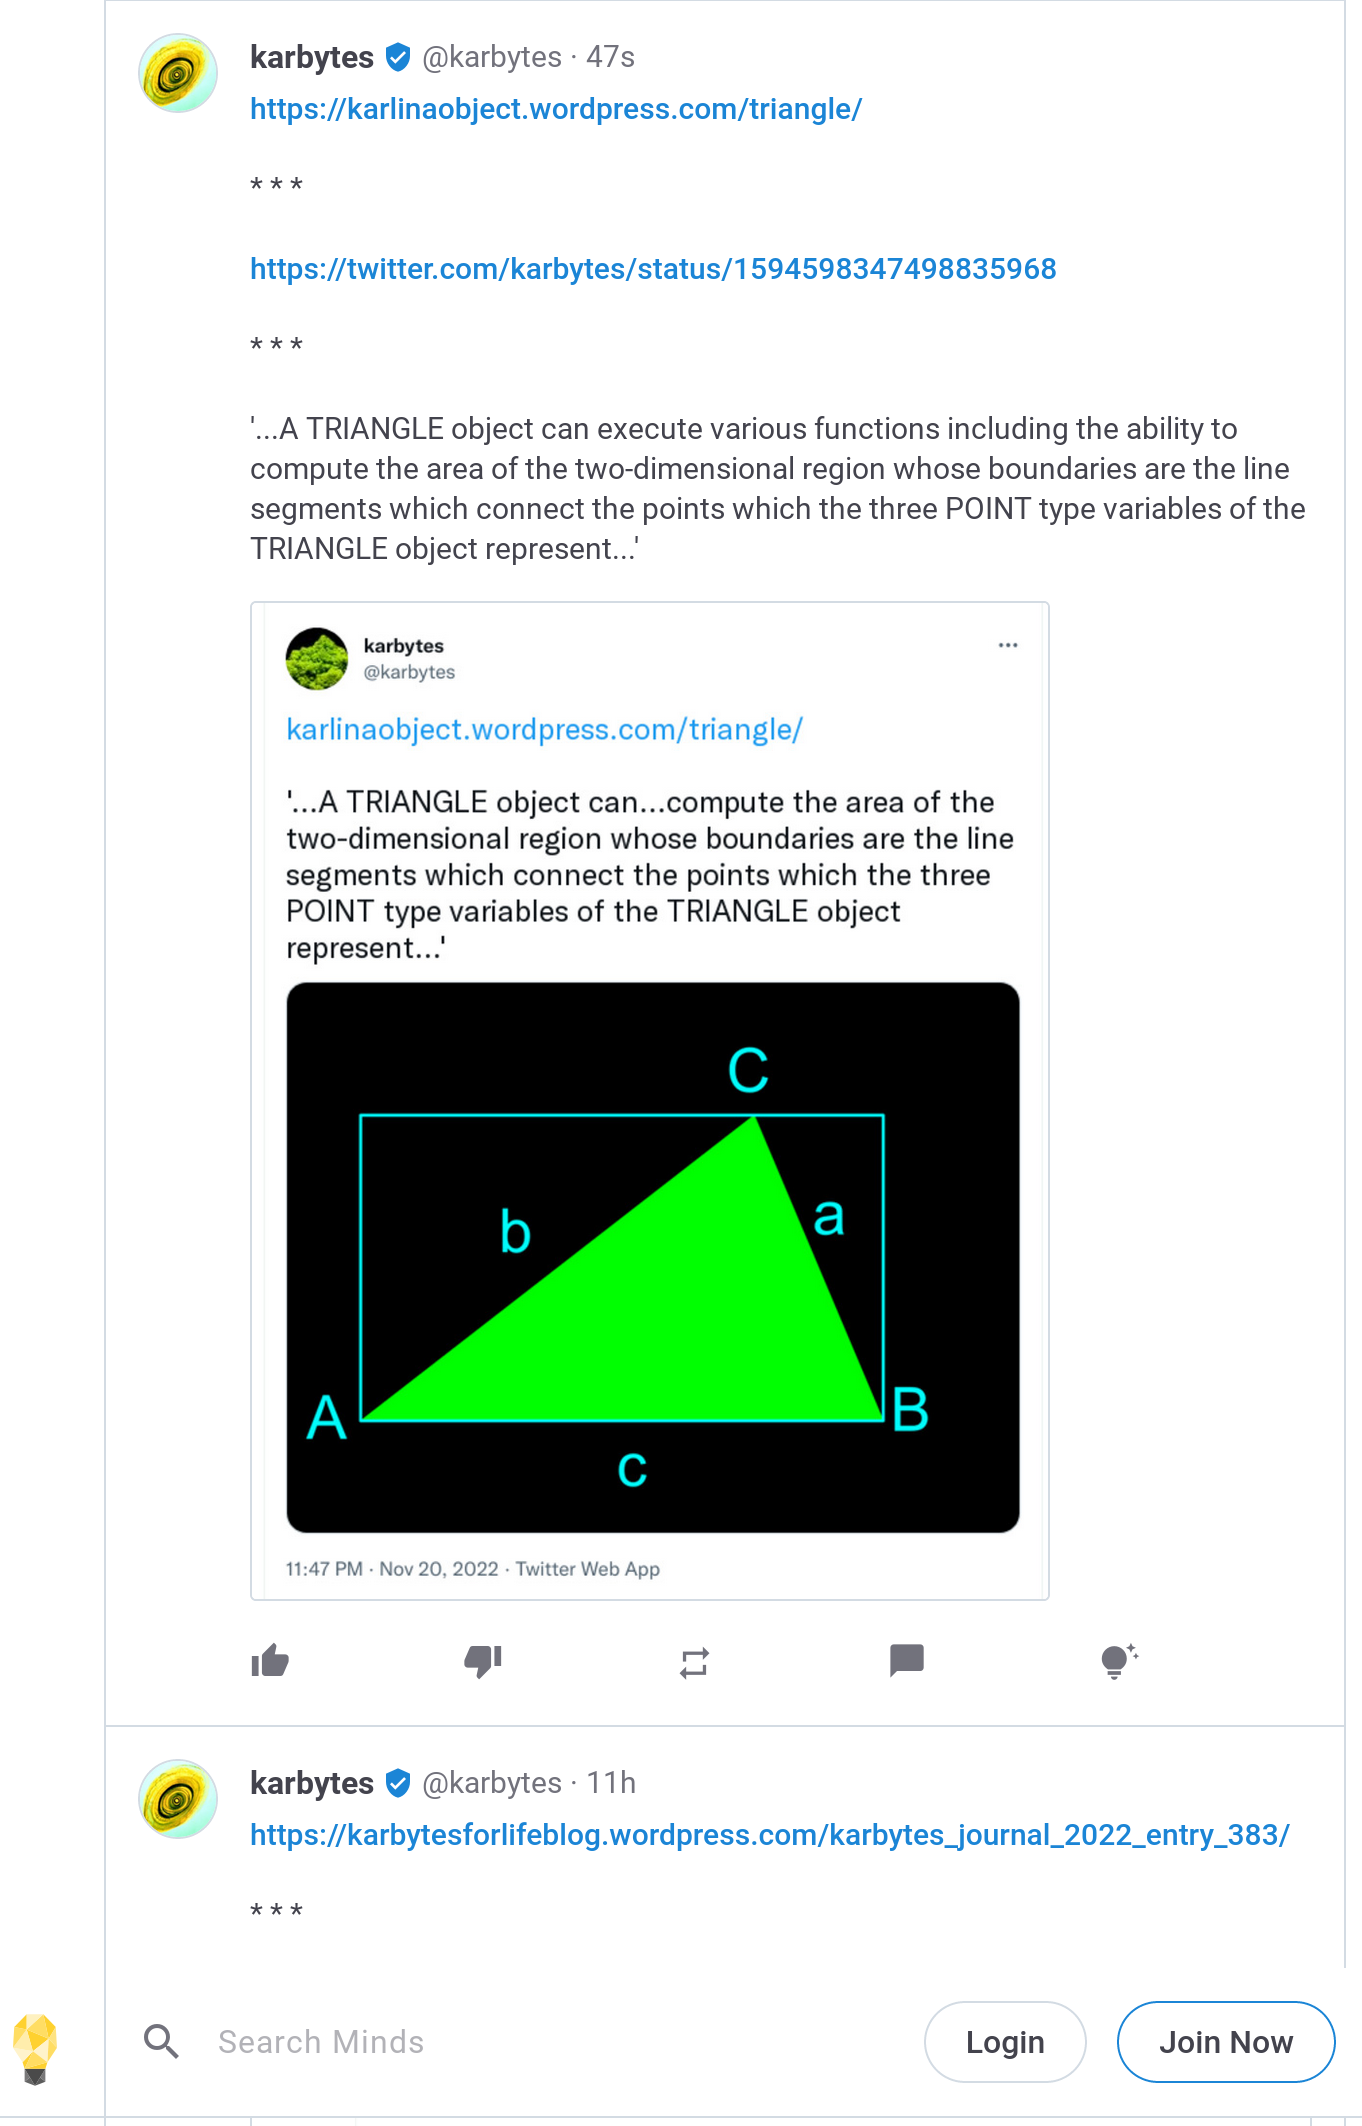 karbytes @karbytes · 47s
https://karlinaobject.wordpress.com/triangle/
* * *
https://twitter.com/karbytes/status/1594598347498835968
* * *
'...A TRIANGLE object can execute various functions including the ability to
compute the area of the two-dimensional region whose boundaries are the line
segments which connect the points which the three POINT type variables of the
TRIANGLE object represent...'
karbytes
@karbytes
karlinaobject.wordpress.com/triangle/
'...A TRIANGLE object can...compute the area of the
two-dimensional region whose boundaries are the line
segments which connect the points which the three
POINT type variables of the TRIANGLE object
represent...'
C
b
a
A
B
c
11:47 PM · Nov 20, 2022 · Twitter Web App
karbytes @karbytes · 11h
https://karbytesforlifeblog.wordpress.com/karbytes_journal_2022_entry_383/
* * *
Search Minds
Login
Join Now